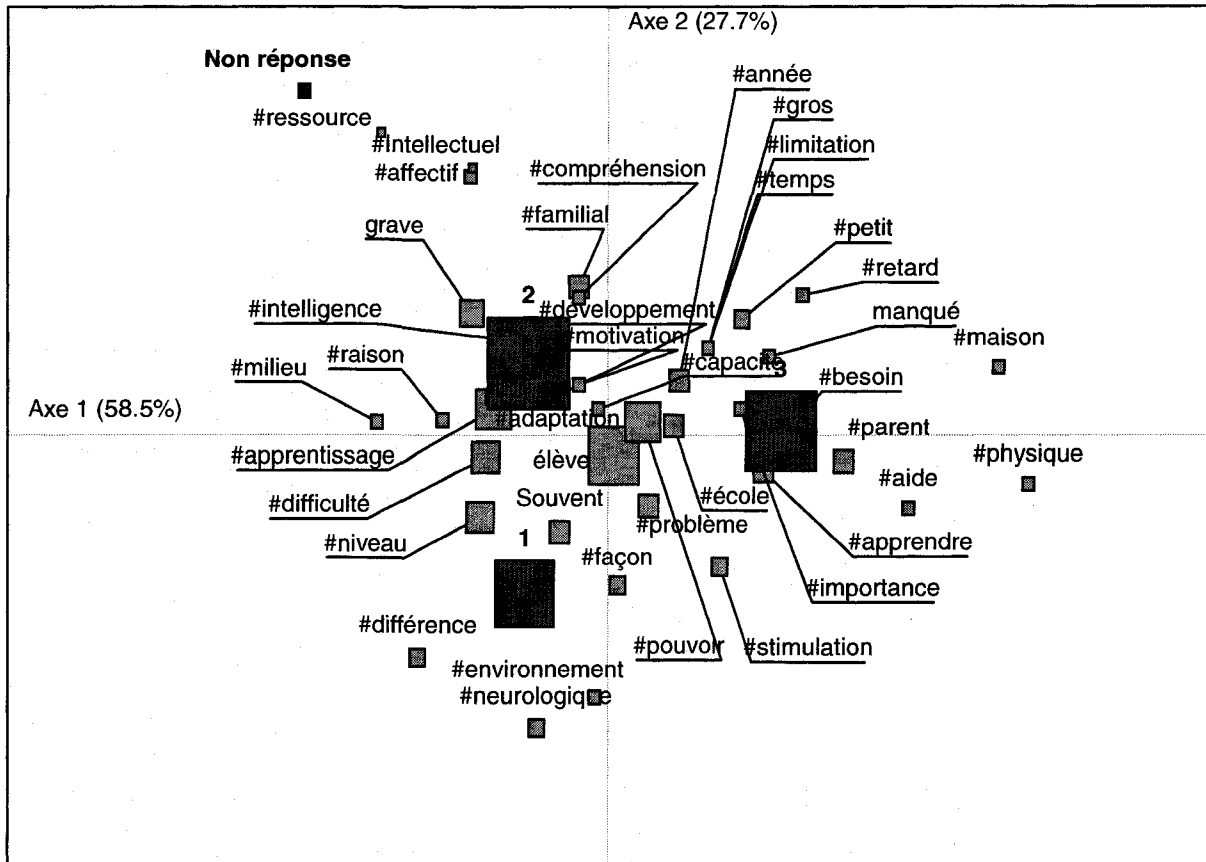 Axe 2 (27.7%)
Non réponse
#année
#ressource
#gros
#Intellectuel
#limitation
#affectif
#compréhension
#temps
grave
#familial
#petit
#retard
#intelligence
2
#développement
manqué
#motivation
#maison
#milieu
#raison
#capacité
3
#besoin
Axe 1 (58.5%)
#adaptation
#parent
#apprentissage
élève
#physique
#difficulté
Souvent
#école
#aide
#niveau
1
#problème
#apprendre
#façon
#importance
#différence
#pouvoir
#stimulation
#environnement
#neurologique